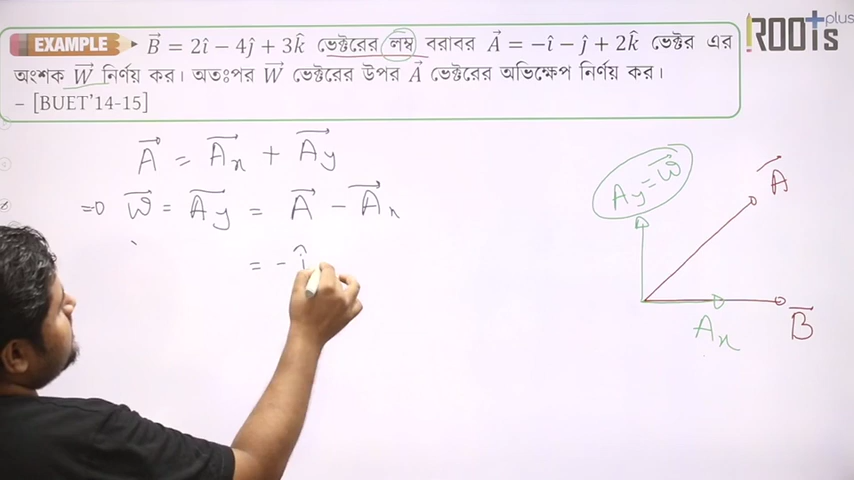 EXAMPLE B⃗ = 2î − 4ĵ + 3k̂ ভেক্টরের লম্ব বরাবর A⃗ = −î − ĵ + 2k̂ ভেক্টর এর
অংশক W⃗ নির্ণয় কর। অতঃপর W⃗ ভেক্টরের উপর A⃗ ভেক্টরের অভিক্ষেপ নির্ণয় কর।
– [BUET'14-15]
ROOTs plus
A⃗ = A⃗x + A⃗y
⇒ W⃗ = A⃗y = A⃗ − A⃗x
= − î
Ay = W⃗
A⃗
Ax
B⃗